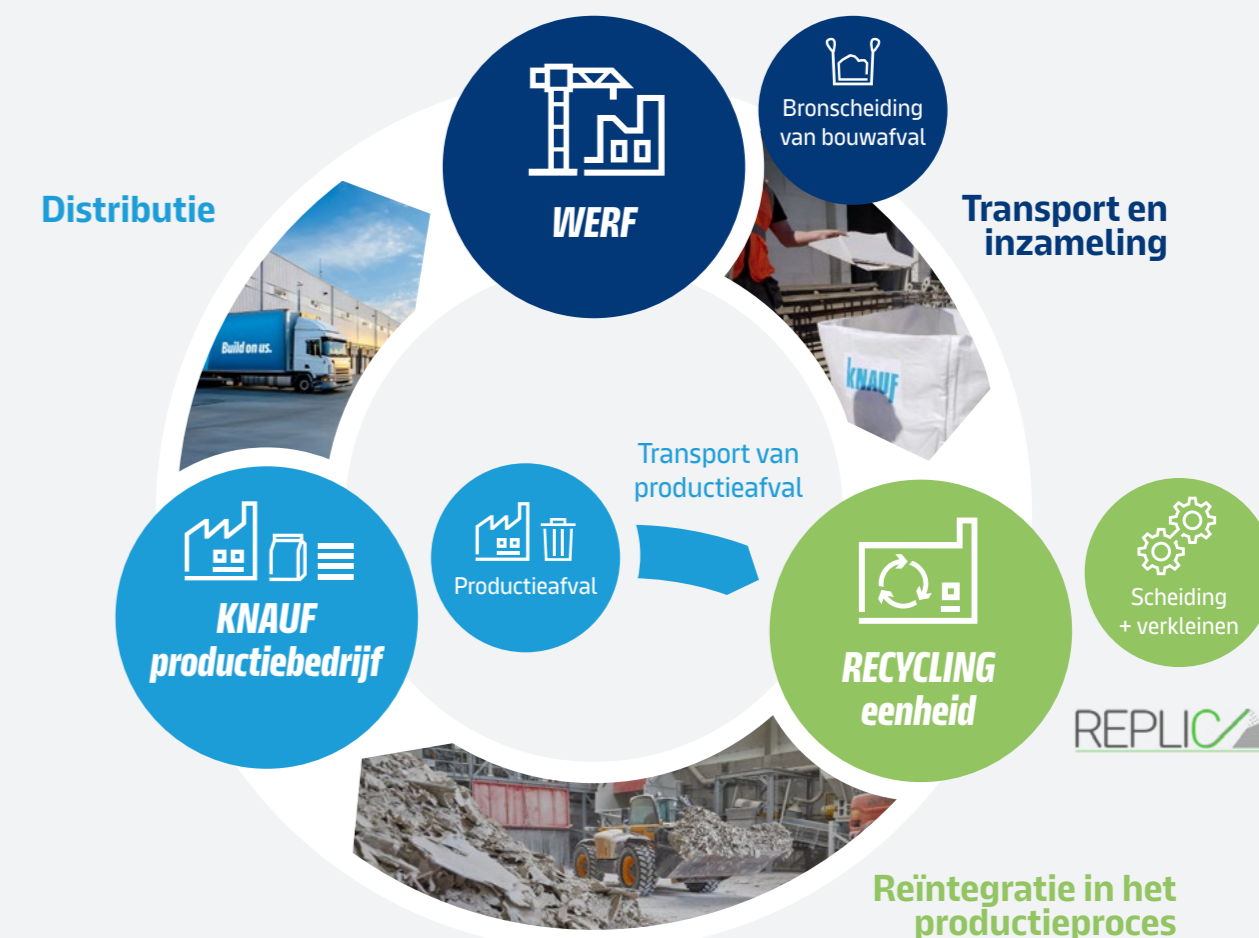 Bronscheiding
van bouwafval
WERF
Distributie
Transport en
inzameling
Build on us.
KNAUF
Transport van
productieafval
Productieafval
KNAUF
productiebedrijf
RECYCLING
eenheid
Scheiding
+ verkleinen
REPLIC
Reïntegratie in het
productieproces